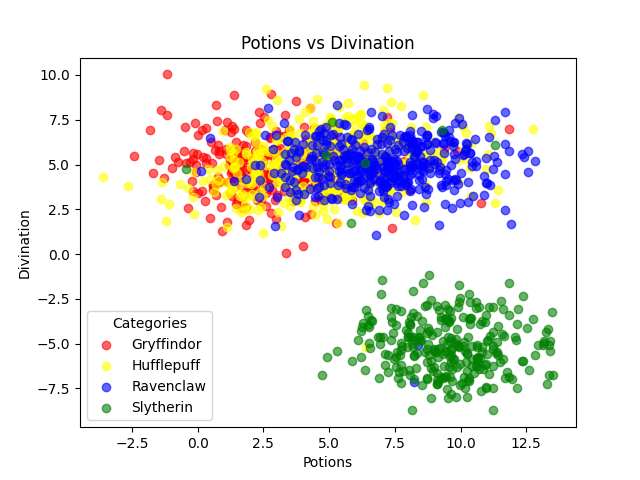 Potions vs Divination
10.0
7.5
5.0
2.5
0.0
−2.5
−5.0
−7.5
Divination
Categories
Gryffindor
Hufflepuff
Ravenclaw
Slytherin
−2.5 0.0 2.5 5.0 7.5 10.0 12.5
Potions